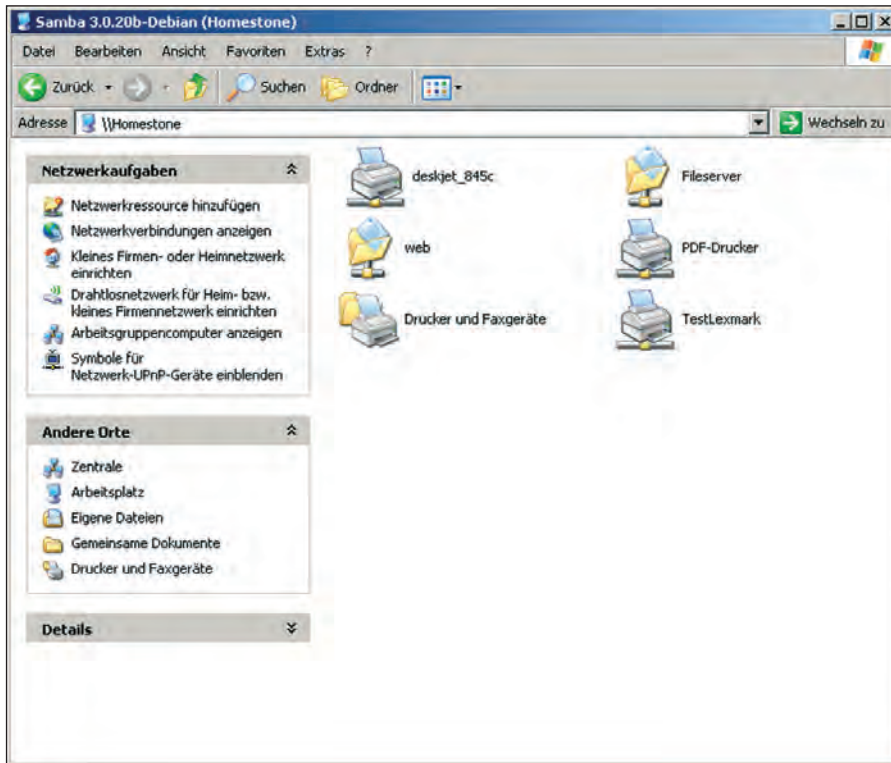 Samba 3.0.20b-Debian (Homestone)
Datei Bearbeiten Ansicht Favoriten Extras ?
Zurück Suchen Ordner
Adresse \\Homestone Wechseln zu
Netzwerkaufgaben
Netzwerkressource hinzufügen
Netzwerkverbindungen anzeigen
Kleines Firmen- oder Heimnetzwerk
einrichten
Drahtlosnetzwerk für Heim- bzw.
kleines Firmennetzwerk einrichten
Arbeitsgruppencomputer anzeigen
Symbole für
Netzwerk-UPnP-Geräte einblenden
Andere Orte
Zentrale
Arbeitsplatz
Eigene Dateien
Gemeinsame Dokumente
Drucker und Faxgeräte
Details
deskjet_845c Fileserver
web PDF-Drucker
Drucker und Faxgeräte TestLexmark